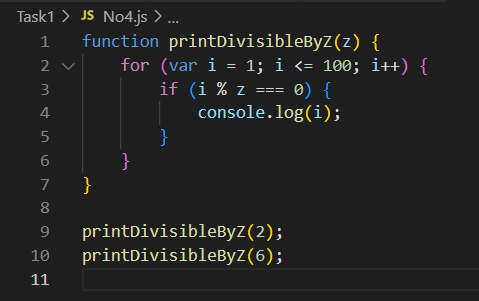 Task1 > JS No4.js > ...
1 function printDivisibleByZ(z) {
2 for (var i = 1; i <= 100; i++) {
3 if (i % z === 0) {
4 console.log(i);
5 }
6 }
7 }
8
9 printDivisibleByZ(2);
10 printDivisibleByZ(6);
11